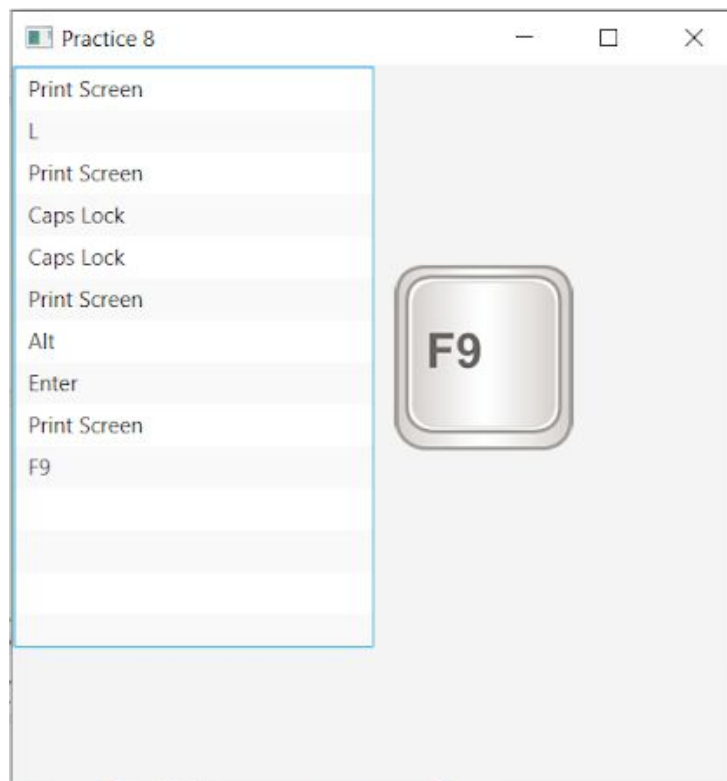 Practice 8
Print Screen
L
Print Screen
Caps Lock
Caps Lock
Print Screen
Alt
Enter
Print Screen
F9
F9